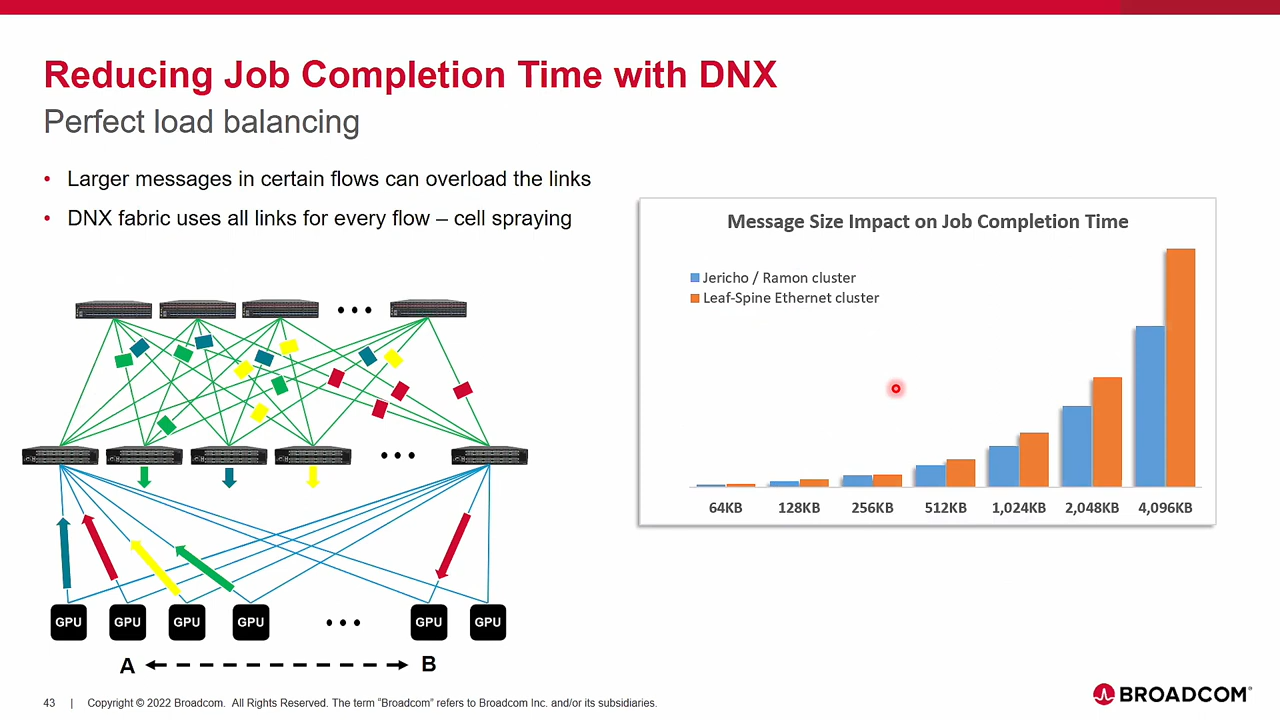 Reducing Job Completion Time with DNX
Perfect load balancing
• Larger messages in certain flows can overload the links
• DNX fabric uses all links for every flow – cell spraying
Message Size Impact on Job Completion Time
Jericho / Ramon cluster
Leaf-Spine Ethernet cluster
64KB 128KB 256KB 512KB 1,024KB 2,048KB 4,096KB
GPU GPU GPU GPU GPU GPU
A B
43 | Copyright © 2022 Broadcom. All Rights Reserved. The term "Broadcom" refers to Broadcom Inc. and/or its subsidiaries.
BROADCOM®